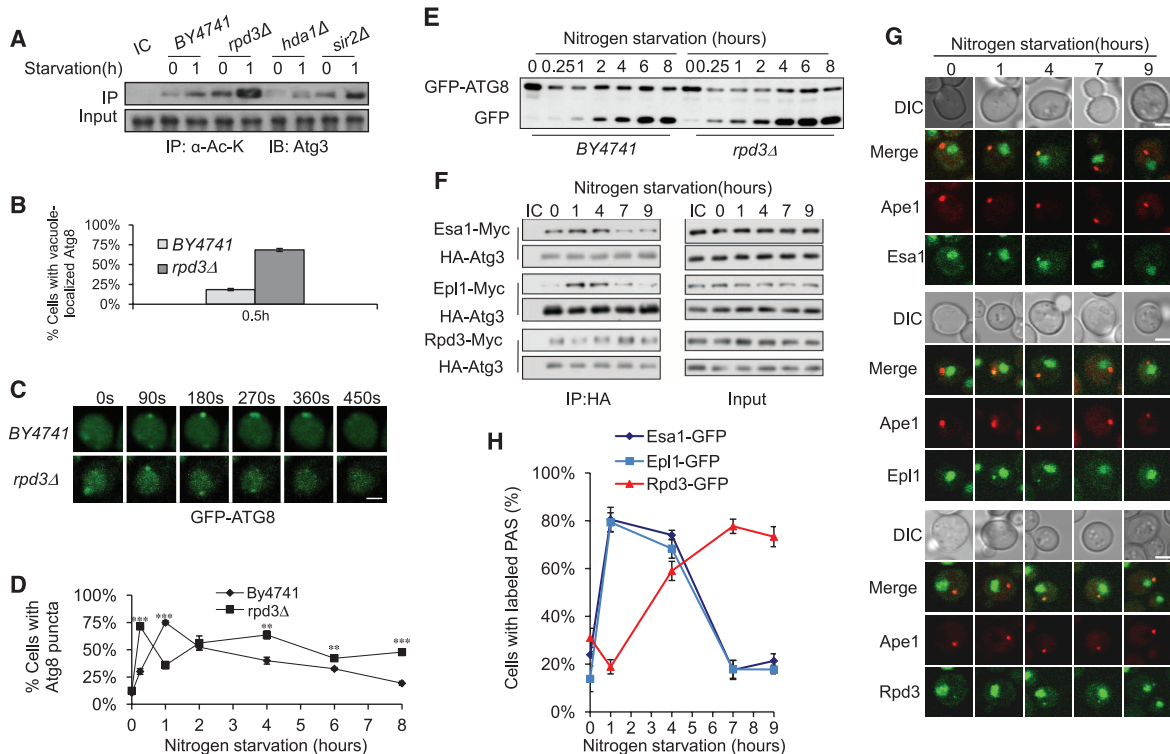 A
IC BY4741 rpd3Δ hda1Δ sir2Δ
Starvation(h) 0 1 0 1 0 1 0 1
IP
Input
IP: α-Ac-K IB: Atg3
B
% Cells with vacuole-
localized Atg8
100%
75%
50%
25%
0%
BY4741
rpd3Δ
0.5h
C
0s 90s 180s 270s 360s 450s
BY4741
rpd3Δ
GFP-ATG8
D
% Cells with
Atg8 puncta
By4741
rpd3Δ
100%
75%
50%
25%
0%
*** *** ** ** ***
0 1 2 3 4 5 6 7 8
Nitrogen starvation (hours)
E
Nitrogen starvation (hours)
0 0.25 1 2 4 6 8 0 0.25 1 2 4 6 8
GFP-ATG8
GFP
BY4741 rpd3Δ
F
Nitrogen starvation(hours)
IC 0 1 4 7 9 IC 0 1 4 7 9
Esa1-Myc
HA-Atg3
Epl1-Myc
HA-Atg3
Rpd3-Myc
HA-Atg3
IP:HA Input
H
Esa1-GFP
Epl1-GFP
Rpd3-GFP
Cells with labeled PAS (%)
100%
80%
60%
40%
20%
0%
0 1 2 3 4 5 6 7 8 9
Nitrogen starvation (hours)
G
Nitrogen starvation (hours)
0 1 4 7 9
DIC
Merge
Ape1
Esa1
DIC
Merge
Ape1
Epl1
DIC
Merge
Ape1
Rpd3